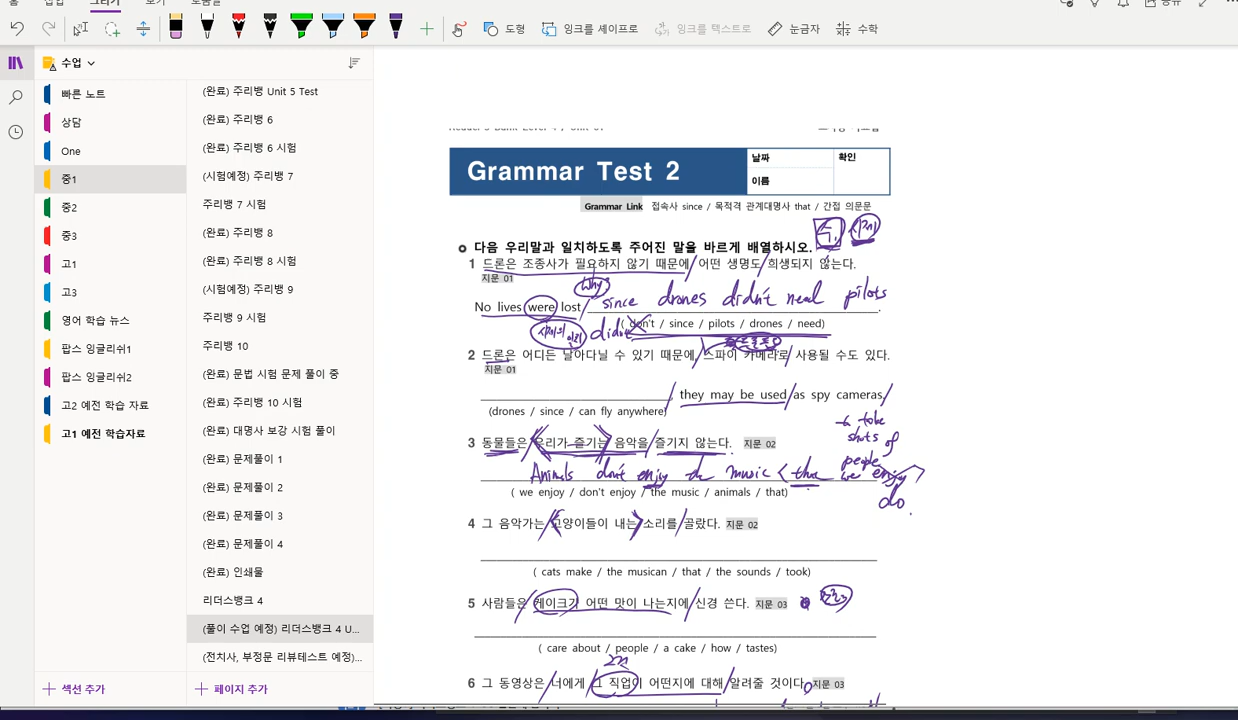 홈 삽입 그리기 보기 도움말 공유
도형 잉크를 셰이프로 잉크를 텍스트로 눈금자 수학
수업
빠른 노트
상담
One
중1
중2
중3
고1
고3
영어 학습 뉴스
팝스 잉글리쉬1
팝스 잉글리쉬2
고2 예전 학습 자료
고1 예전 학습자료
섹션 추가
(완료) 주리뱅 Unit 5 Test
(완료) 주리뱅 6
(완료) 주리뱅 6 시험
(시험예정) 주리뱅 7
주리뱅 7 시험
(완료) 주리뱅 8
(완료) 주리뱅 8 시험
(시험예정) 주리뱅 9
주리뱅 9 시험
주리뱅 10
(완료) 문법 시험 문제 풀이 중
(완료) 주리뱅 10 시험
(완료) 대명사 보강 시험 풀이
(완료) 문제풀이 1
(완료) 문제풀이 2
(완료) 문제풀이 3
(완료) 문제풀이 4
(완료) 인쇄물
리더스뱅크 4
(풀이 수업 예정) 리더스뱅크 4 U...
(전치사, 부정문 리뷰테스트 예정)...
페이지 추가
Grammar Test 2
날짜 확인
이름
Grammar Link 접속사 since / 목적격 관계대명사 that / 간접 의문문
다음 우리말과 일치하도록 주어진 말을 바르게 배열하시오.
1 드론은 조종사가 필요하지 않기 때문에 어떤 생명도 희생되지 않는다.
지문 01
why?
No lives were lost since drones didn't need pilots.
didn't
( don't / since / pilots / drones / need)
2 드론은 어디든 날아다닐 수 있기 때문에, 스파이 카메라로 사용될 수도 있다.
지문 01
, they may be used as spy cameras.
(drones / since / can fly anywhere)
to take
shots of
people
3 동물들은 우리가 즐기는 음악을 즐기지 않는다. 지문 02
Animals don't enjoy the music that we enjoy
do.
( we enjoy / don't enjoy / the music / animals / that)
4 그 음악가는 고양이들이 내는 소리를 골랐다. 지문 02
( cats make / the musican / that / the sounds / took)
5 사람들은 케이크가 어떤 맛이 나는지에 신경 쓴다. 지문 03
( care about / people / a cake / how / tastes)
6 그 동영상은 너에게 그 직업이 어떤지에 대해 알려줄 것이다. 지문 03